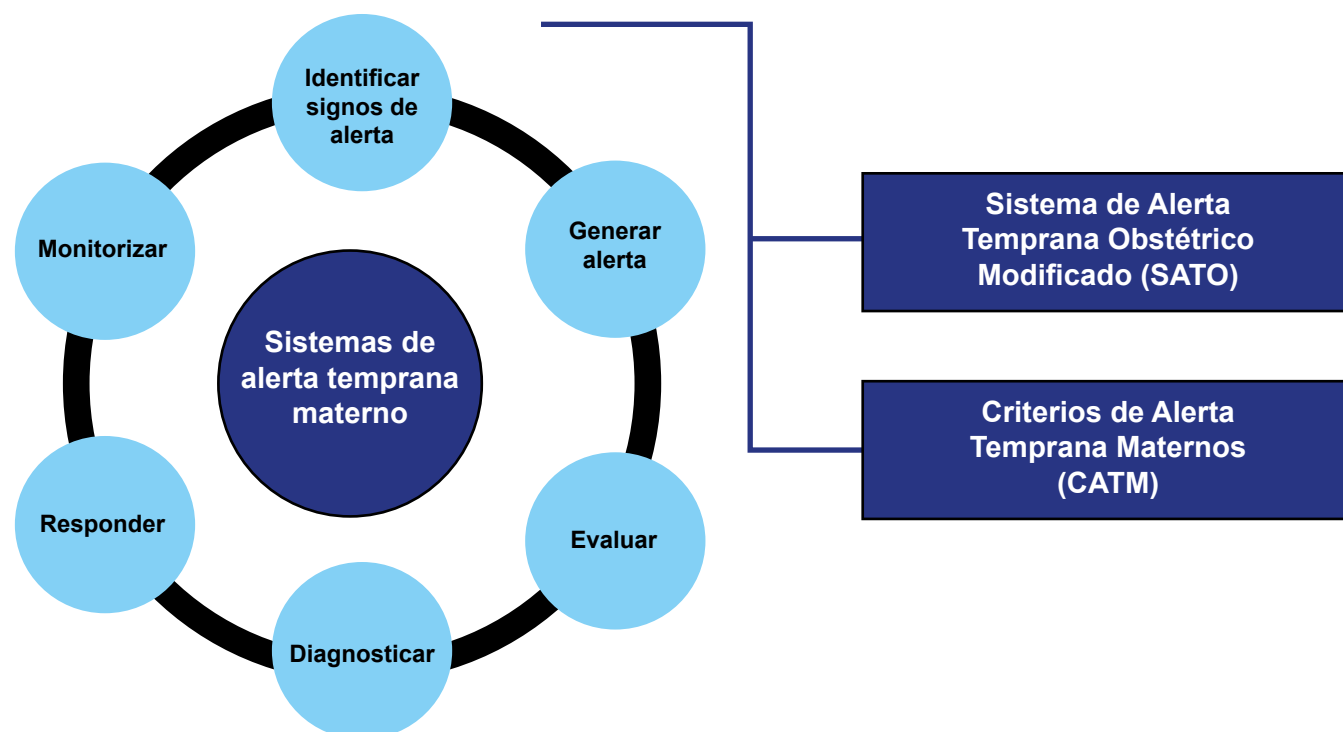 Identificar
signos de
alerta
Generar
alerta
Evaluar
Diagnosticar
Responder
Monitorizar
Sistemas de
alerta temprana
materno
Sistema de Alerta
Temprana Obstétrico
Modificado (SATO)
Criterios de Alerta
Temprana Maternos
(CATM)